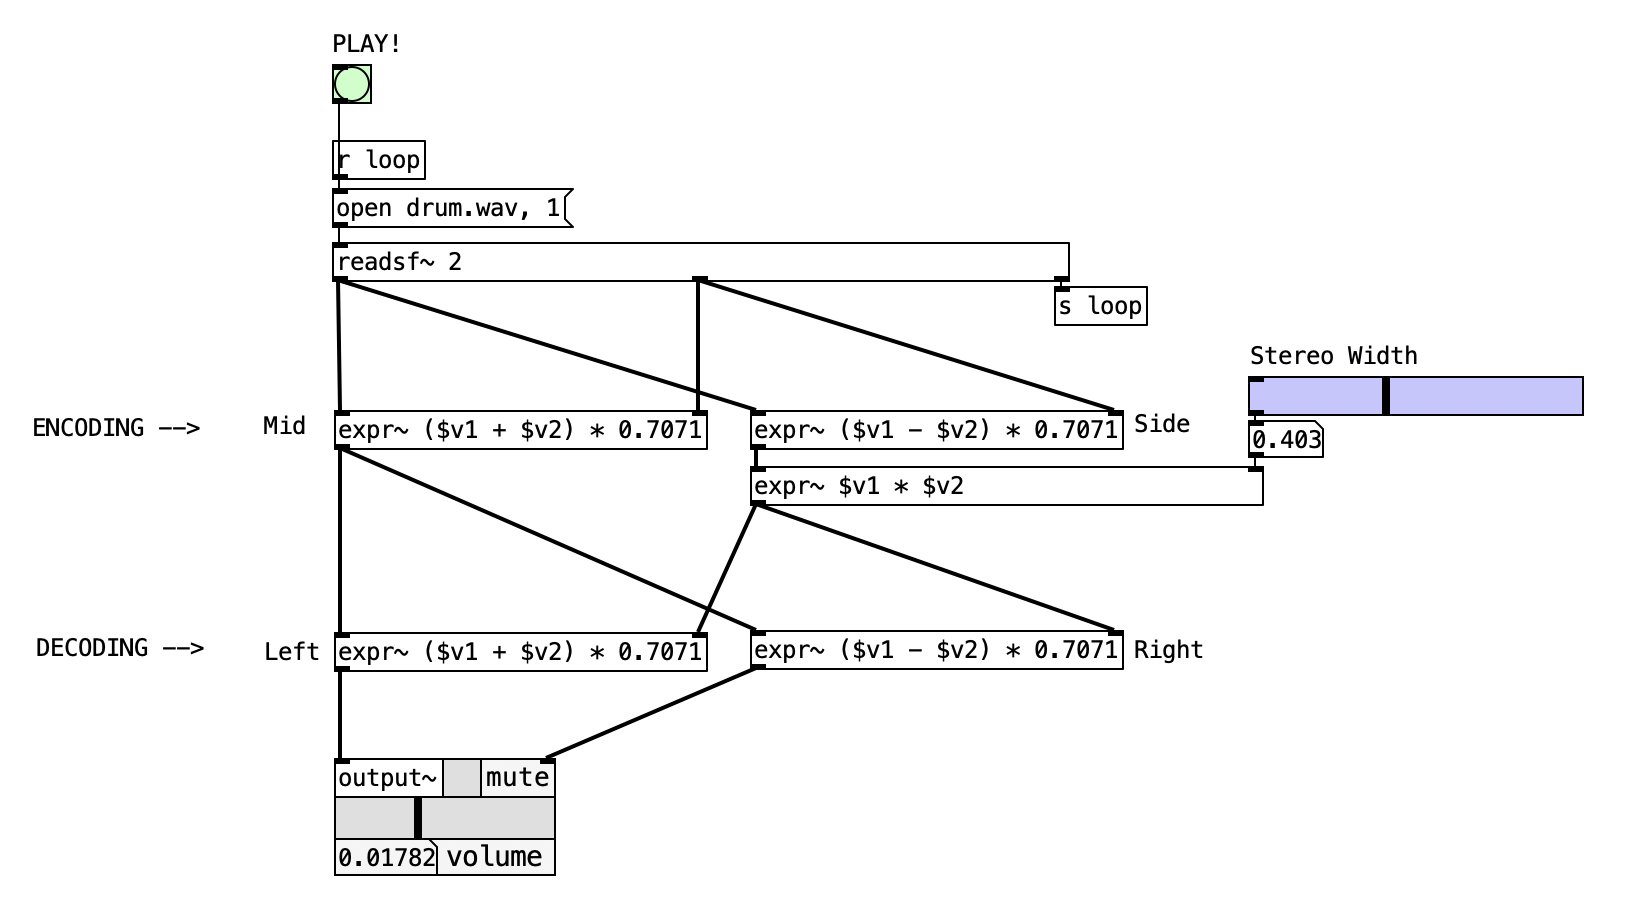 PLAY!
r loop
open drum.wav, 1
readsf~ 2
s loop
Stereo Width
0.403
ENCODING -->
Mid
expr~ ($v1 + $v2) * 0.7071
expr~ ($v1 - $v2) * 0.7071
Side
expr~ $v1 * $v2
DECODING -->
Left
expr~ ($v1 + $v2) * 0.7071
expr~ ($v1 - $v2) * 0.7071
Right
output~
mute
0.01782
volume